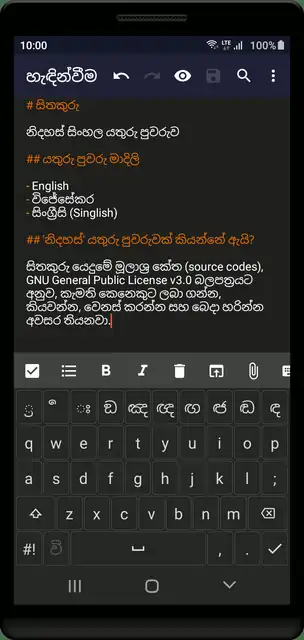 10:00
LTE
100%
හැඳින්වීම
# සිතකුරු
නිදහස් සිංහල යතුරු පුවරුව
## යතුරු පුවරු මාදිලි
- English
- විජේසේකර
- සිංග්‍රීසි (Singlish)
## 'නිදහස්' යතුරු පුවරුවක් කියන්නේ ඇයි?
සිතකුරු යෙදුමේ මූලාශ්‍ර කේත (source codes),
GNU General Public License v3.0 බලපත්‍රයට
අනුව, කැමති කෙනෙකුට ලබා ගන්න,
කියවන්න, වෙනස් කරන්න සහ බෙදා හරින්න
අවසර තියනවා.
B I
ඃ ඞ ඤ ඥ ඟ ඦ ඬ ඳ
q w e r t y u i o p
a s d f g h j k l ;
z x c v b n m
#! වි , .